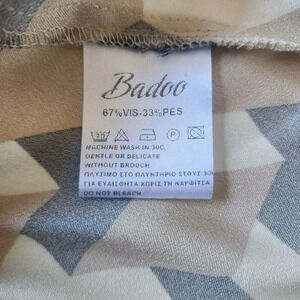 Badoo
67%VIS-33%PES
MACHINE WASH IN 30C,
GENTLE OR DELICATE
WITHOUT BROOCH
ΠΛΥΣΙΜΟ ΣΤΟ ΠΛΥΝΤΗΡΙΟ ΣΤΟΥΣ 30
ΓΙΑ ΕΥΑΙΣΘΗΤΑ ΧΩΡΙΣ ΤΗ ΚΑΡΦΙΤΣΑ
DO NOT BLEACH